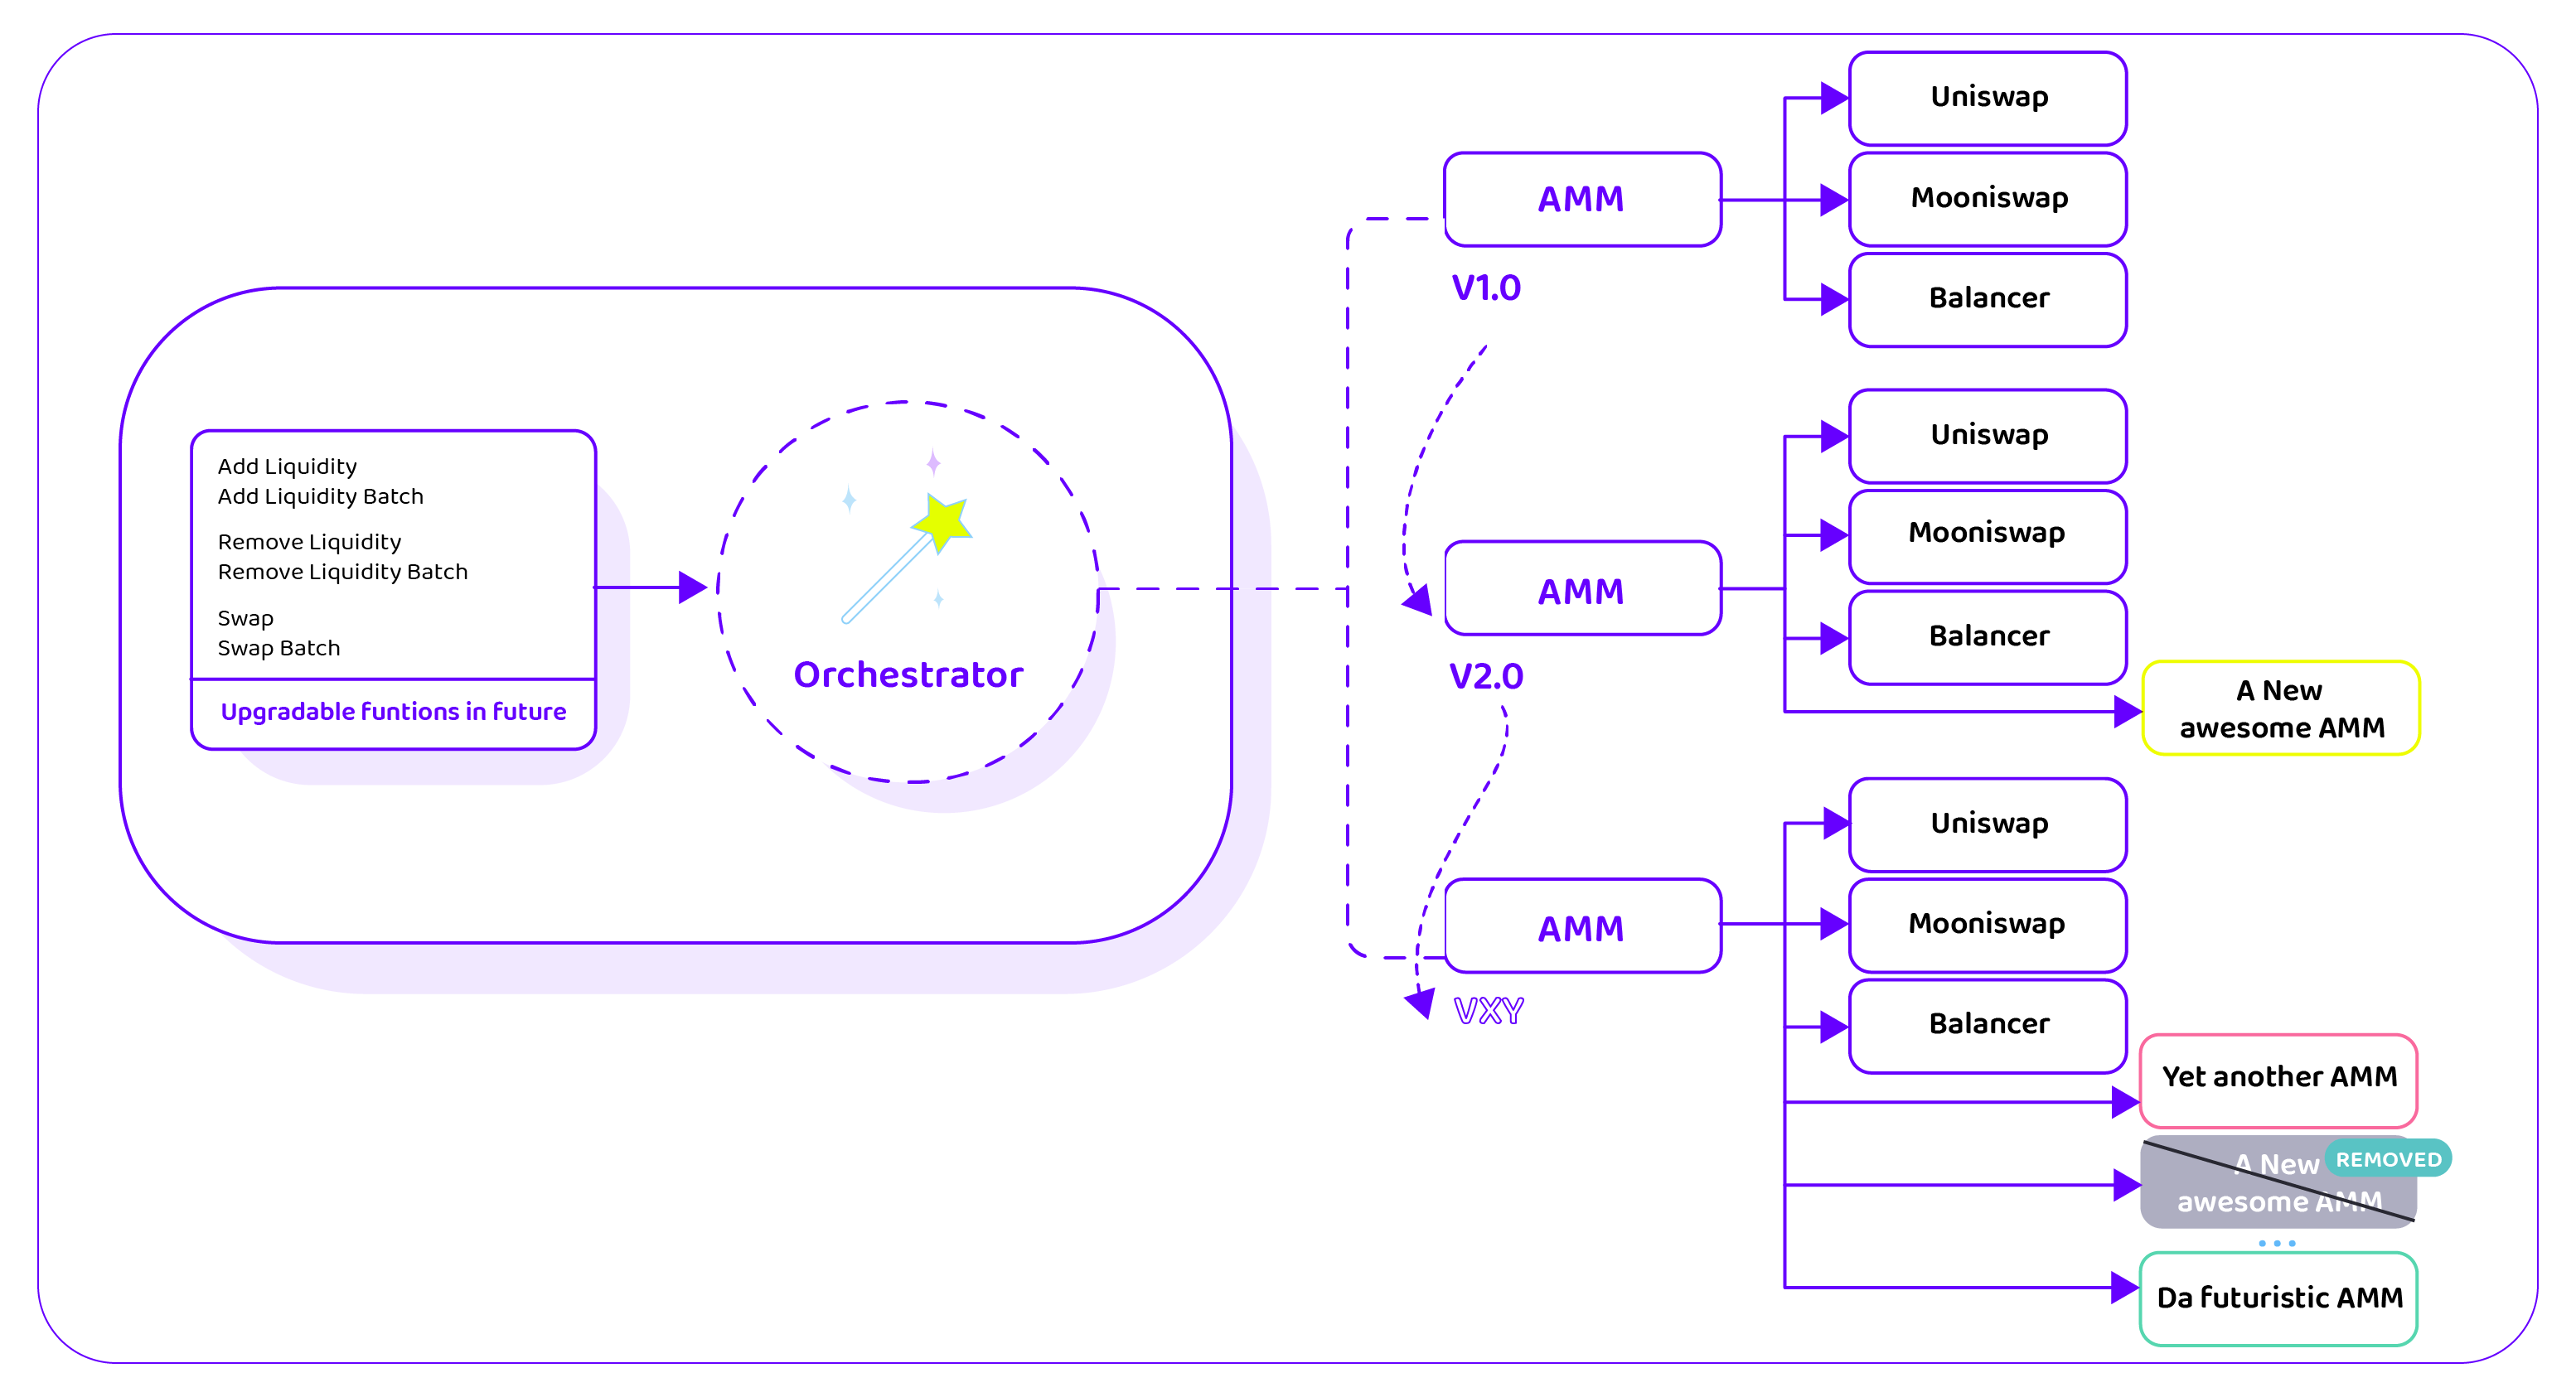 Add Liquidity
Add Liquidity Batch
Remove Liquidity
Remove Liquidity Batch
Swap
Swap Batch
Upgradable funtions in future
Orchestrator
AMM
V1.0
Uniswap
Mooniswap
Balancer
AMM
V2.0
Uniswap
Mooniswap
Balancer
A New
awesome AMM
AMM
VXY
Uniswap
Mooniswap
Balancer
Yet another AMM
A New
awesome AMM
REMOVED
Da futuristic AMM